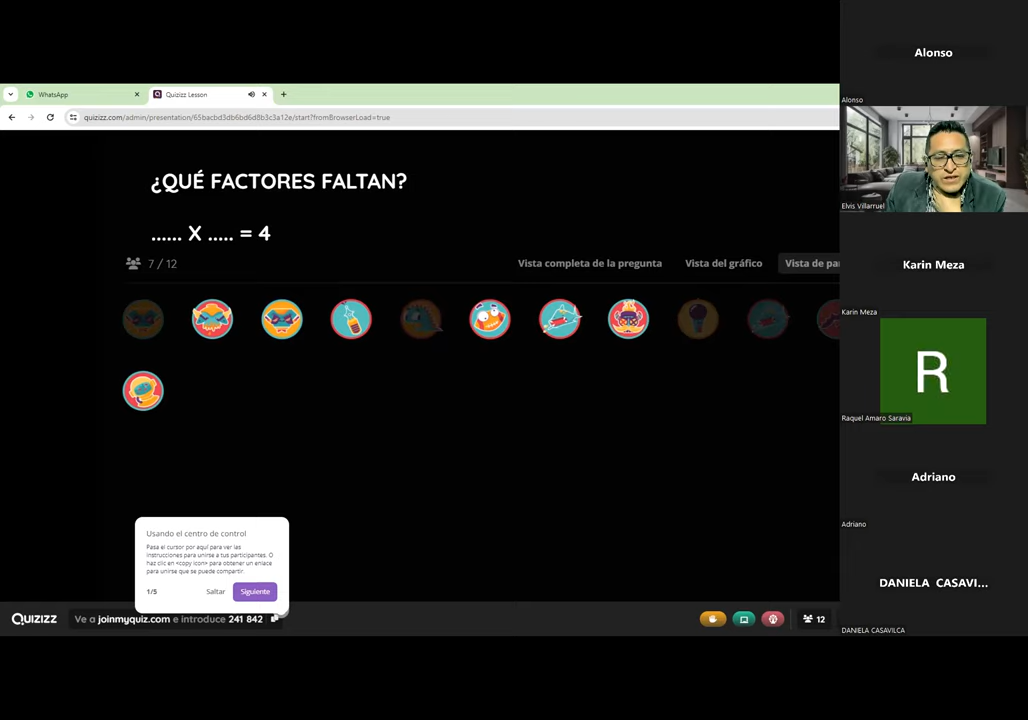 Alonso
WhatsApp
Quizizz Lesson
quizizz.com/admin/presentation/65bacbd3db6bd6d8b3c3a12e/start?fromBrowserLoad=true
Alonso
¿QUÉ FACTORES FALTAN?
...... X ..... = 4
Elvis Villarruel
7 / 12
Vista completa de la pregunta
Vista del gráfico
Vista de par
Karin Meza
Karin Meza
R
Raquel Amaro Saravia
Adriano
Adriano
Usando el centro de control
Pasa el cursor por aquí para ver las
instrucciones para unirse a tus participantes. O
haz clic en <copy icon> para obtener un enlace
para unirse que se puede compartir.
1/5
Saltar
Siguiente
DANIELA CASAVI...
DANIELA CASAVILCA
QUIZIZZ
Ve a joinmyquiz.com e introduce 241 842
12